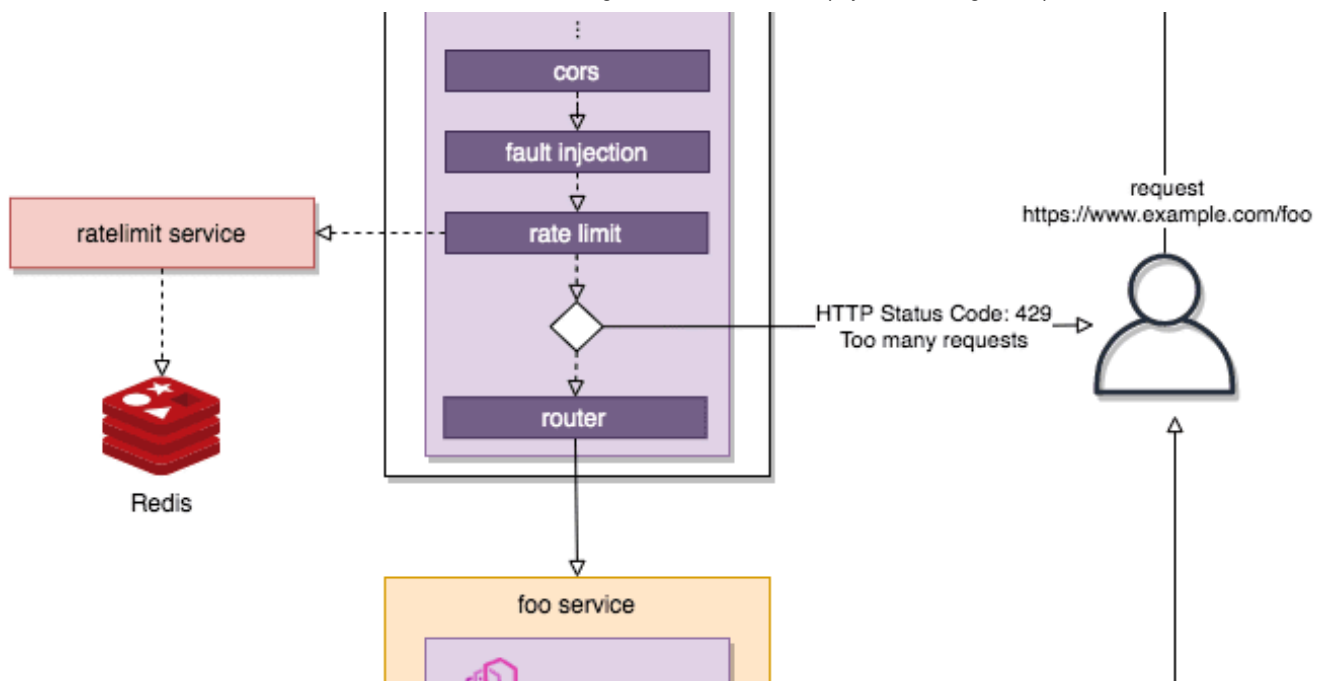 cors
fault injection
request
https://www.example.com/foo
ratelimit service
rate limit
HTTP Status Code: 429
Too many requests
router
Redis
foo service